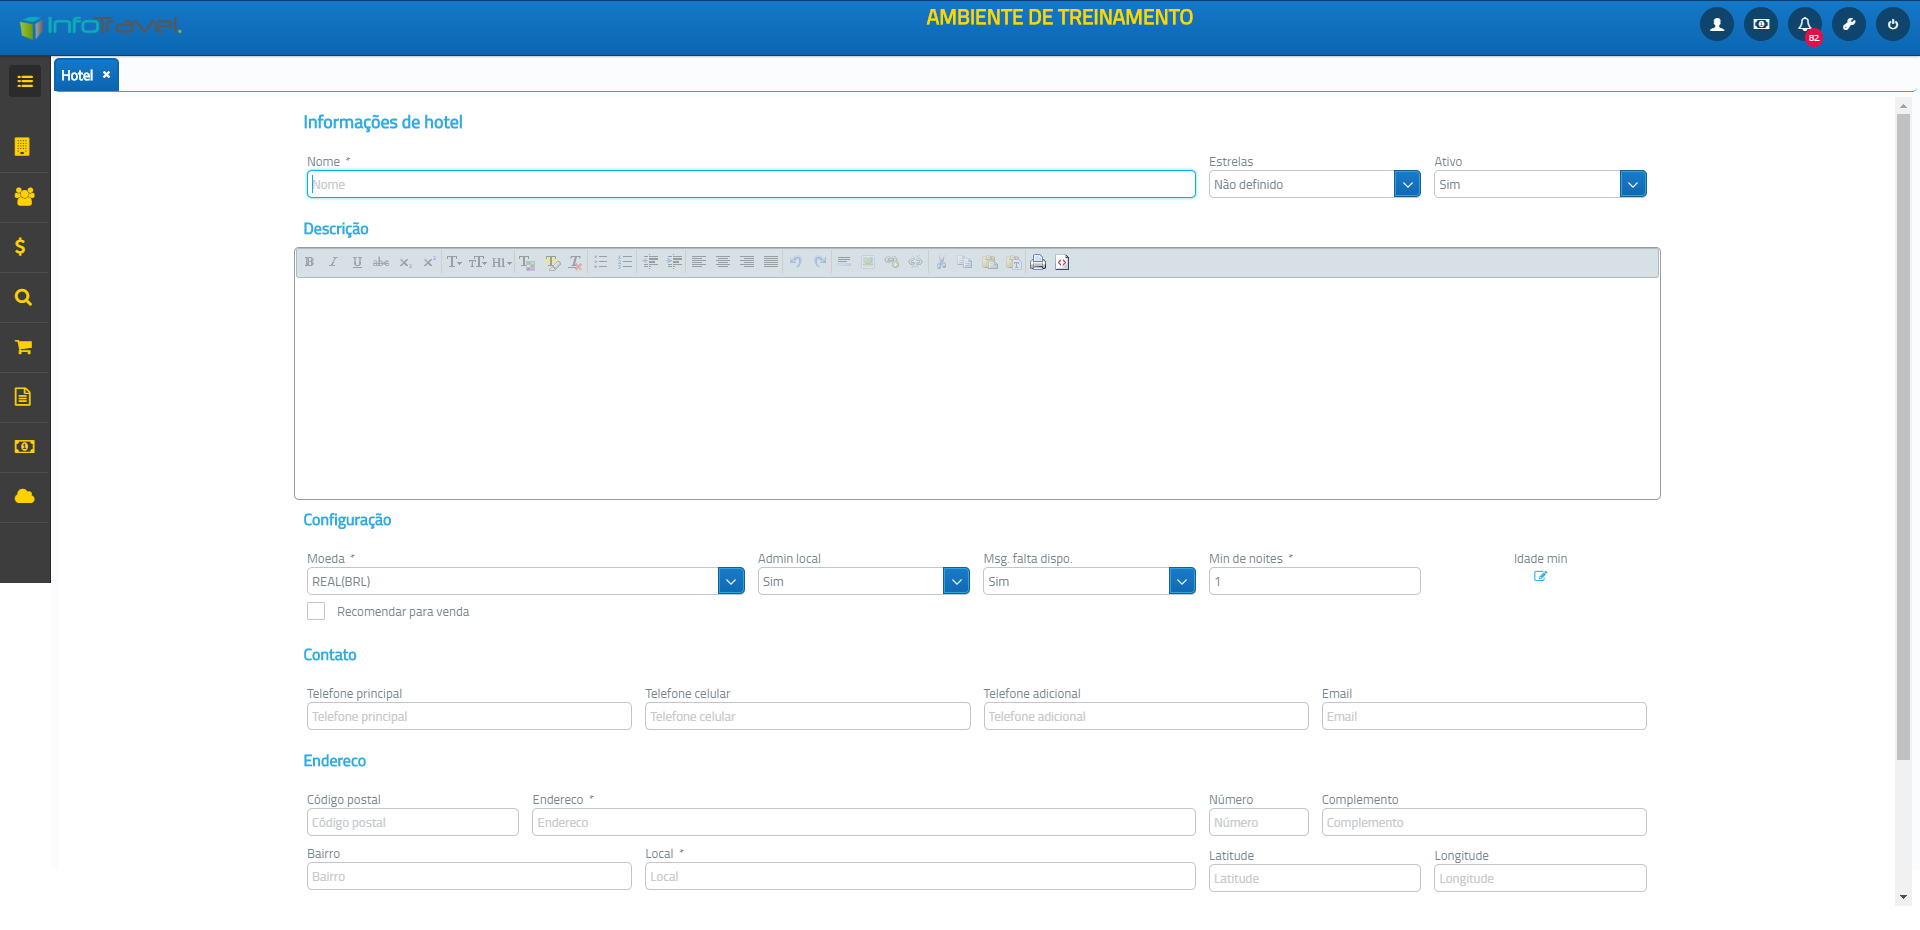 InfoTravel.
AMBIENTE DE TREINAMENTO
82
Hotel
Informações de hotel
Nome * Estrelas Ativo
Nome Não definido Sim
Descrição
Configuração
Moeda * Admin local Msg. falta dispo. Min de noites * Idade min
REAL(BRL) Sim Sim 1
Recomendar para venda
Contato
Telefone principal Telefone celular Telefone adicional Email
Telefone principal Telefone celular Telefone adicional Email
Endereco
Código postal Endereco * Número Complemento
Código postal Endereco Número Complemento
Bairro Local * Latitude Longitude
Bairro Local Latitude Longitude